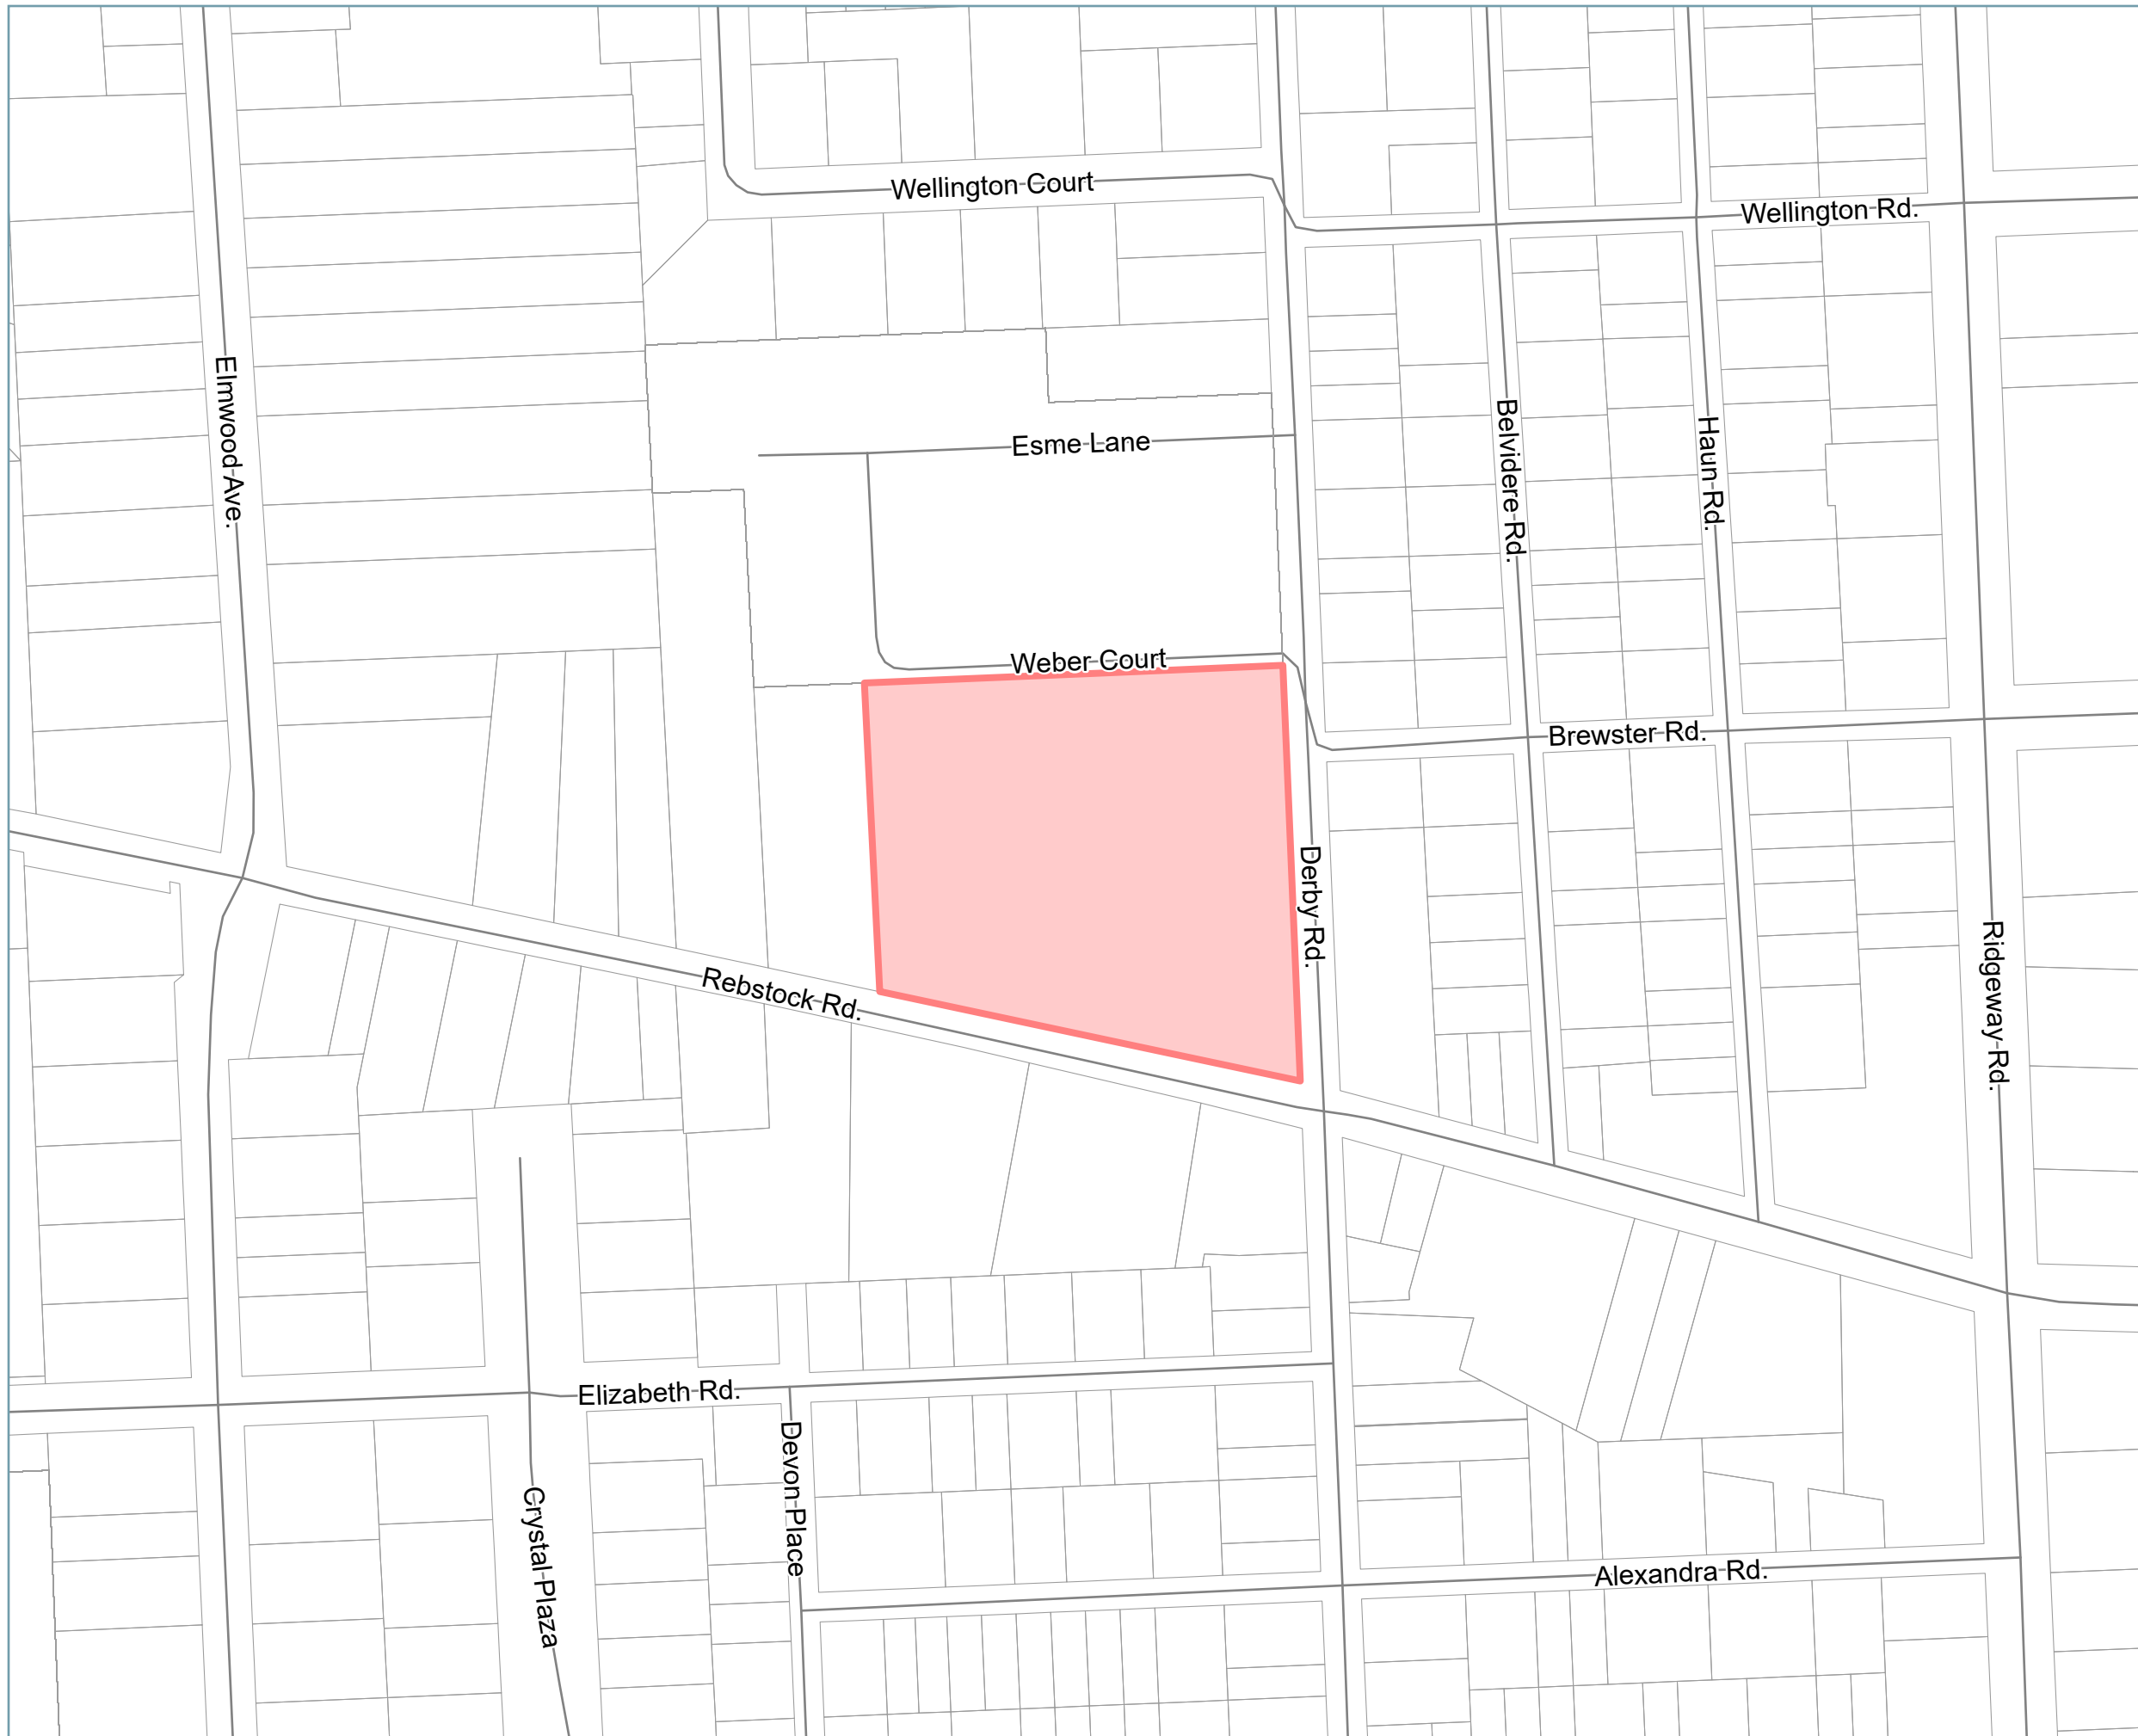 Wellington Court
Wellington Rd.
Elmwood Ave.
Belvidere Rd.
Haun Rd.
Esme Lane
Weber Court
Brewster Rd.
Derby Rd.
Ridgeway Rd.
Rebstock Rd.
Elizabeth Rd.
Devon Place
Crystal Plaza
Alexandra Rd.